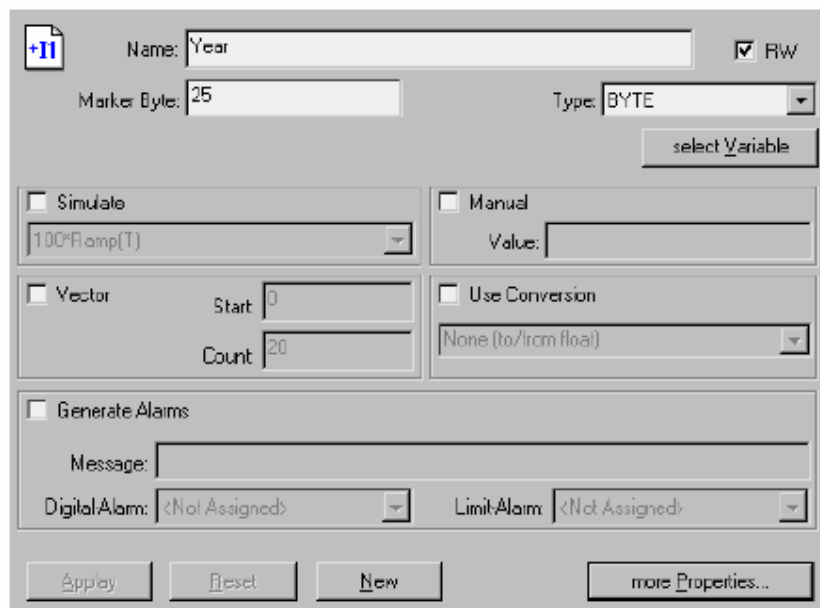 +I1
Name: Year RW
Marker Byte: 25 Type: BYTE
select Variable
Simulate Manual
100*Ramp(T) Value:
Vector Start 0 Use Conversion
Count 20 None (to/from float)
Generate Alarms
Message:
Digital-Alarm: <Not Assigned> Limit-Alarm: <Not Assigned>
Applay Reset New more Properties...